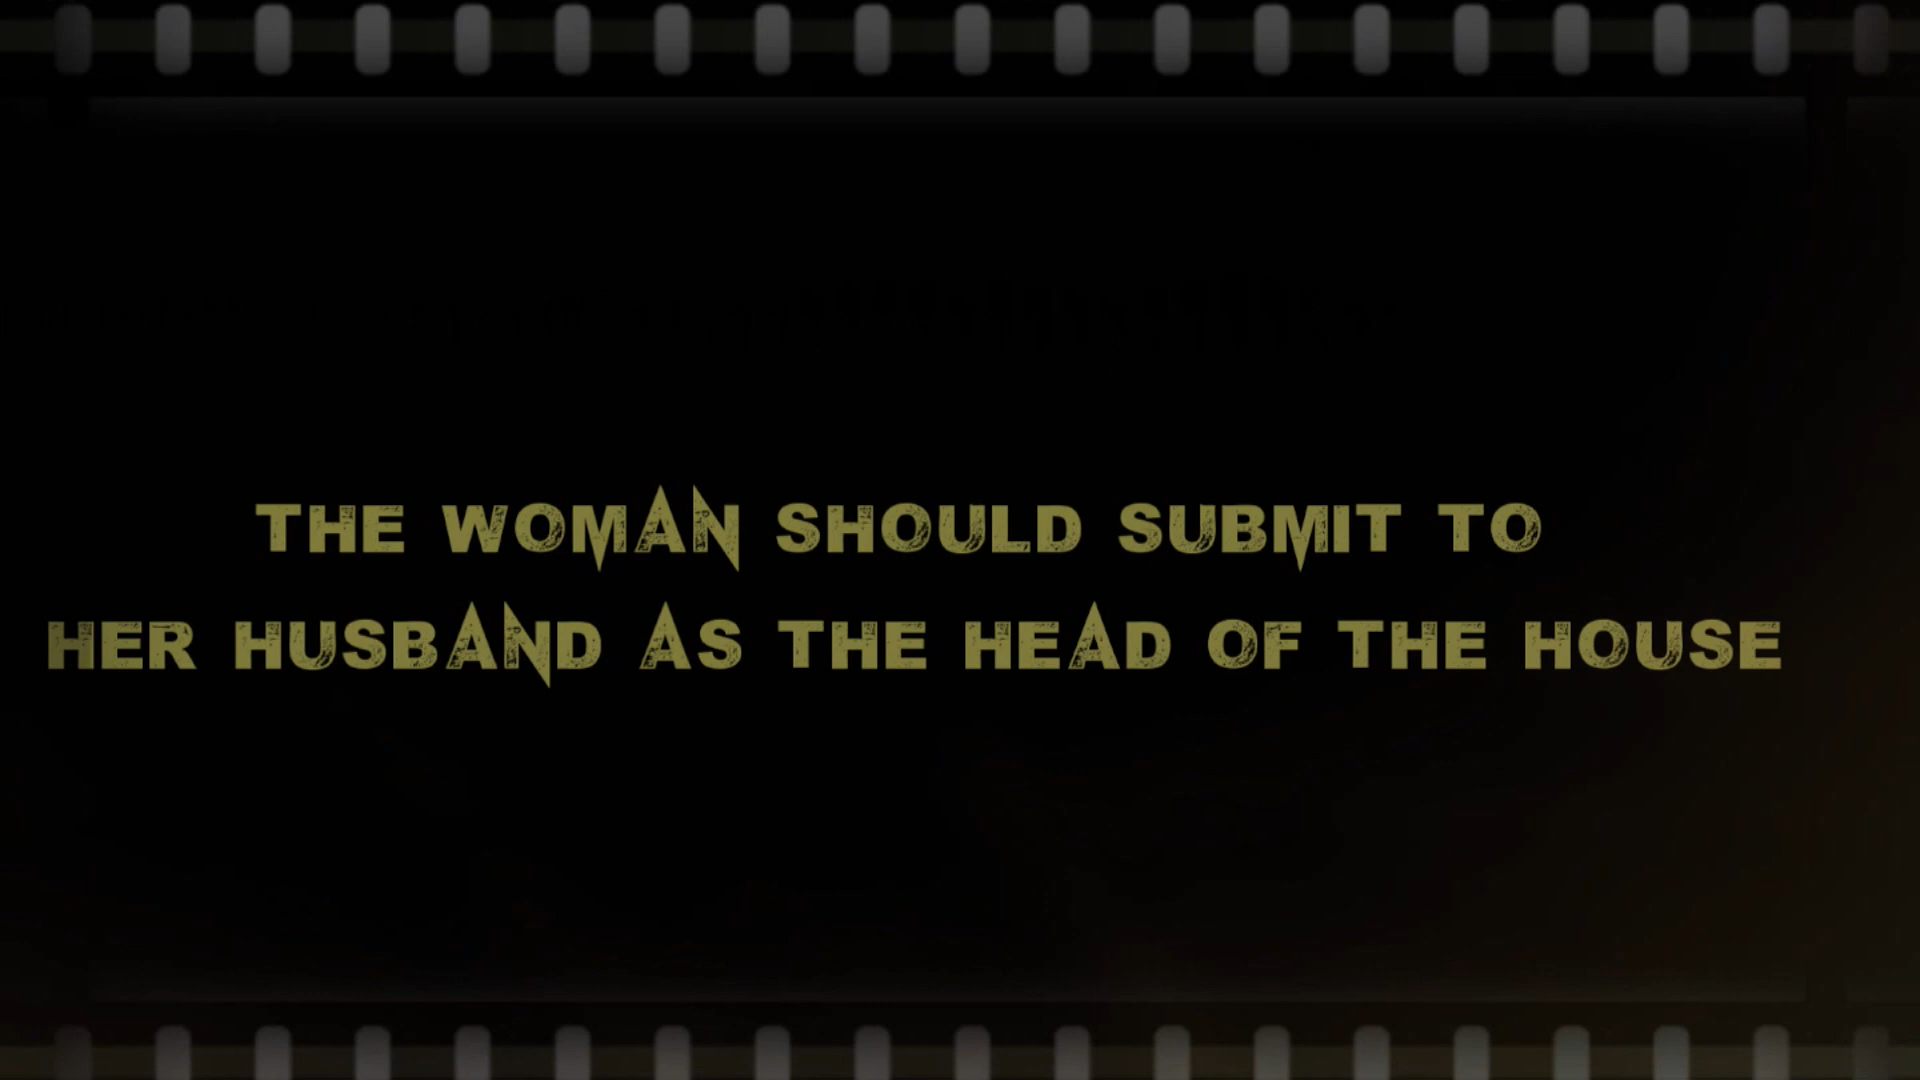 THE WOMAN SHOULD SUBMIT TO
HER HUSBAND AS THE HEAD OF THE HOUSE